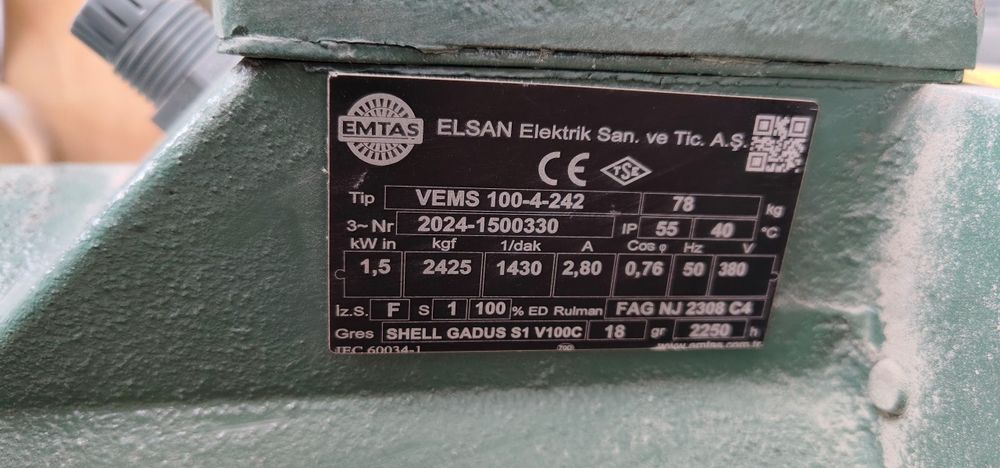 EMTAS
ELSAN Elektrik San. ve Tic. A.Ş.
CE TSE
Tip VEMS 100-4-242 78 kg
3~ Nr 2024-1500330 IP 55 40 °C
kW in kgf 1/dak A Cos φ Hz V
1,5 2425 1430 2,80 0,76 50 380
İz.S. F S 1 100 % ED Rulman FAG NJ 2308 C4
Gres SHELL GADUS S1 V100C 18 gr 2250 h
IEC 60034-1 www.emtas.com.tr